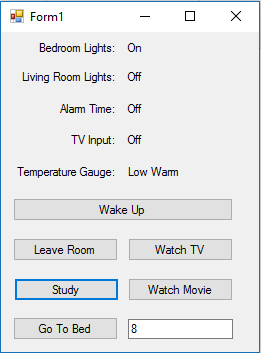 Form1
Bedroom Lights: On
Living Room Lights: Off
Alarm Time: Off
TV Input: Off
Temperature Gauge: Low Warm
Wake Up
Leave Room Watch TV
Study Watch Movie
Go To Bed 8